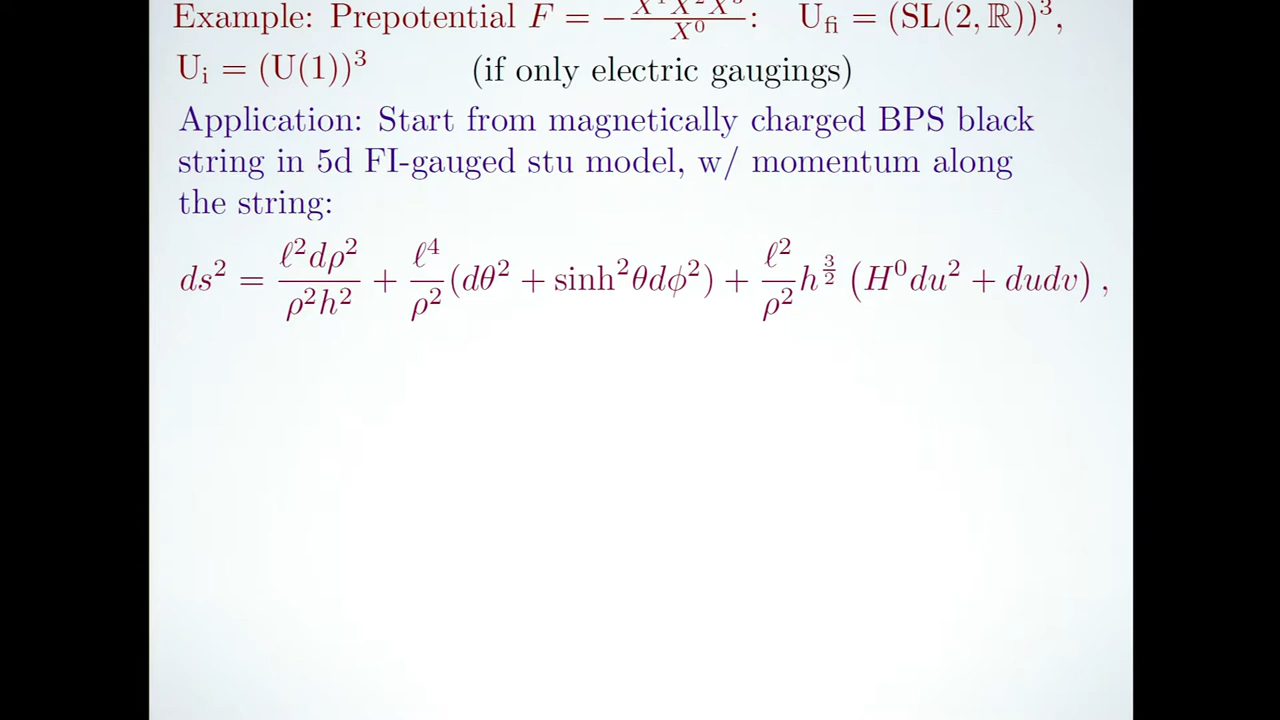 Example: Prepotential F = −X¹X²X³/X⁰: U_fi = (SL(2, ℝ))³,
U_i = (U(1))³ (if only electric gaugings)
Application: Start from magnetically charged BPS black
string in 5d FI-gauged stu model, w/ momentum along
the string:
ds² = ℓ²dρ²/ρ²h² + ℓ⁴/ρ² (dθ² + sinh²θdϕ²) + ℓ²/ρ² h^{3/2} (H⁰du² + dudv) ,